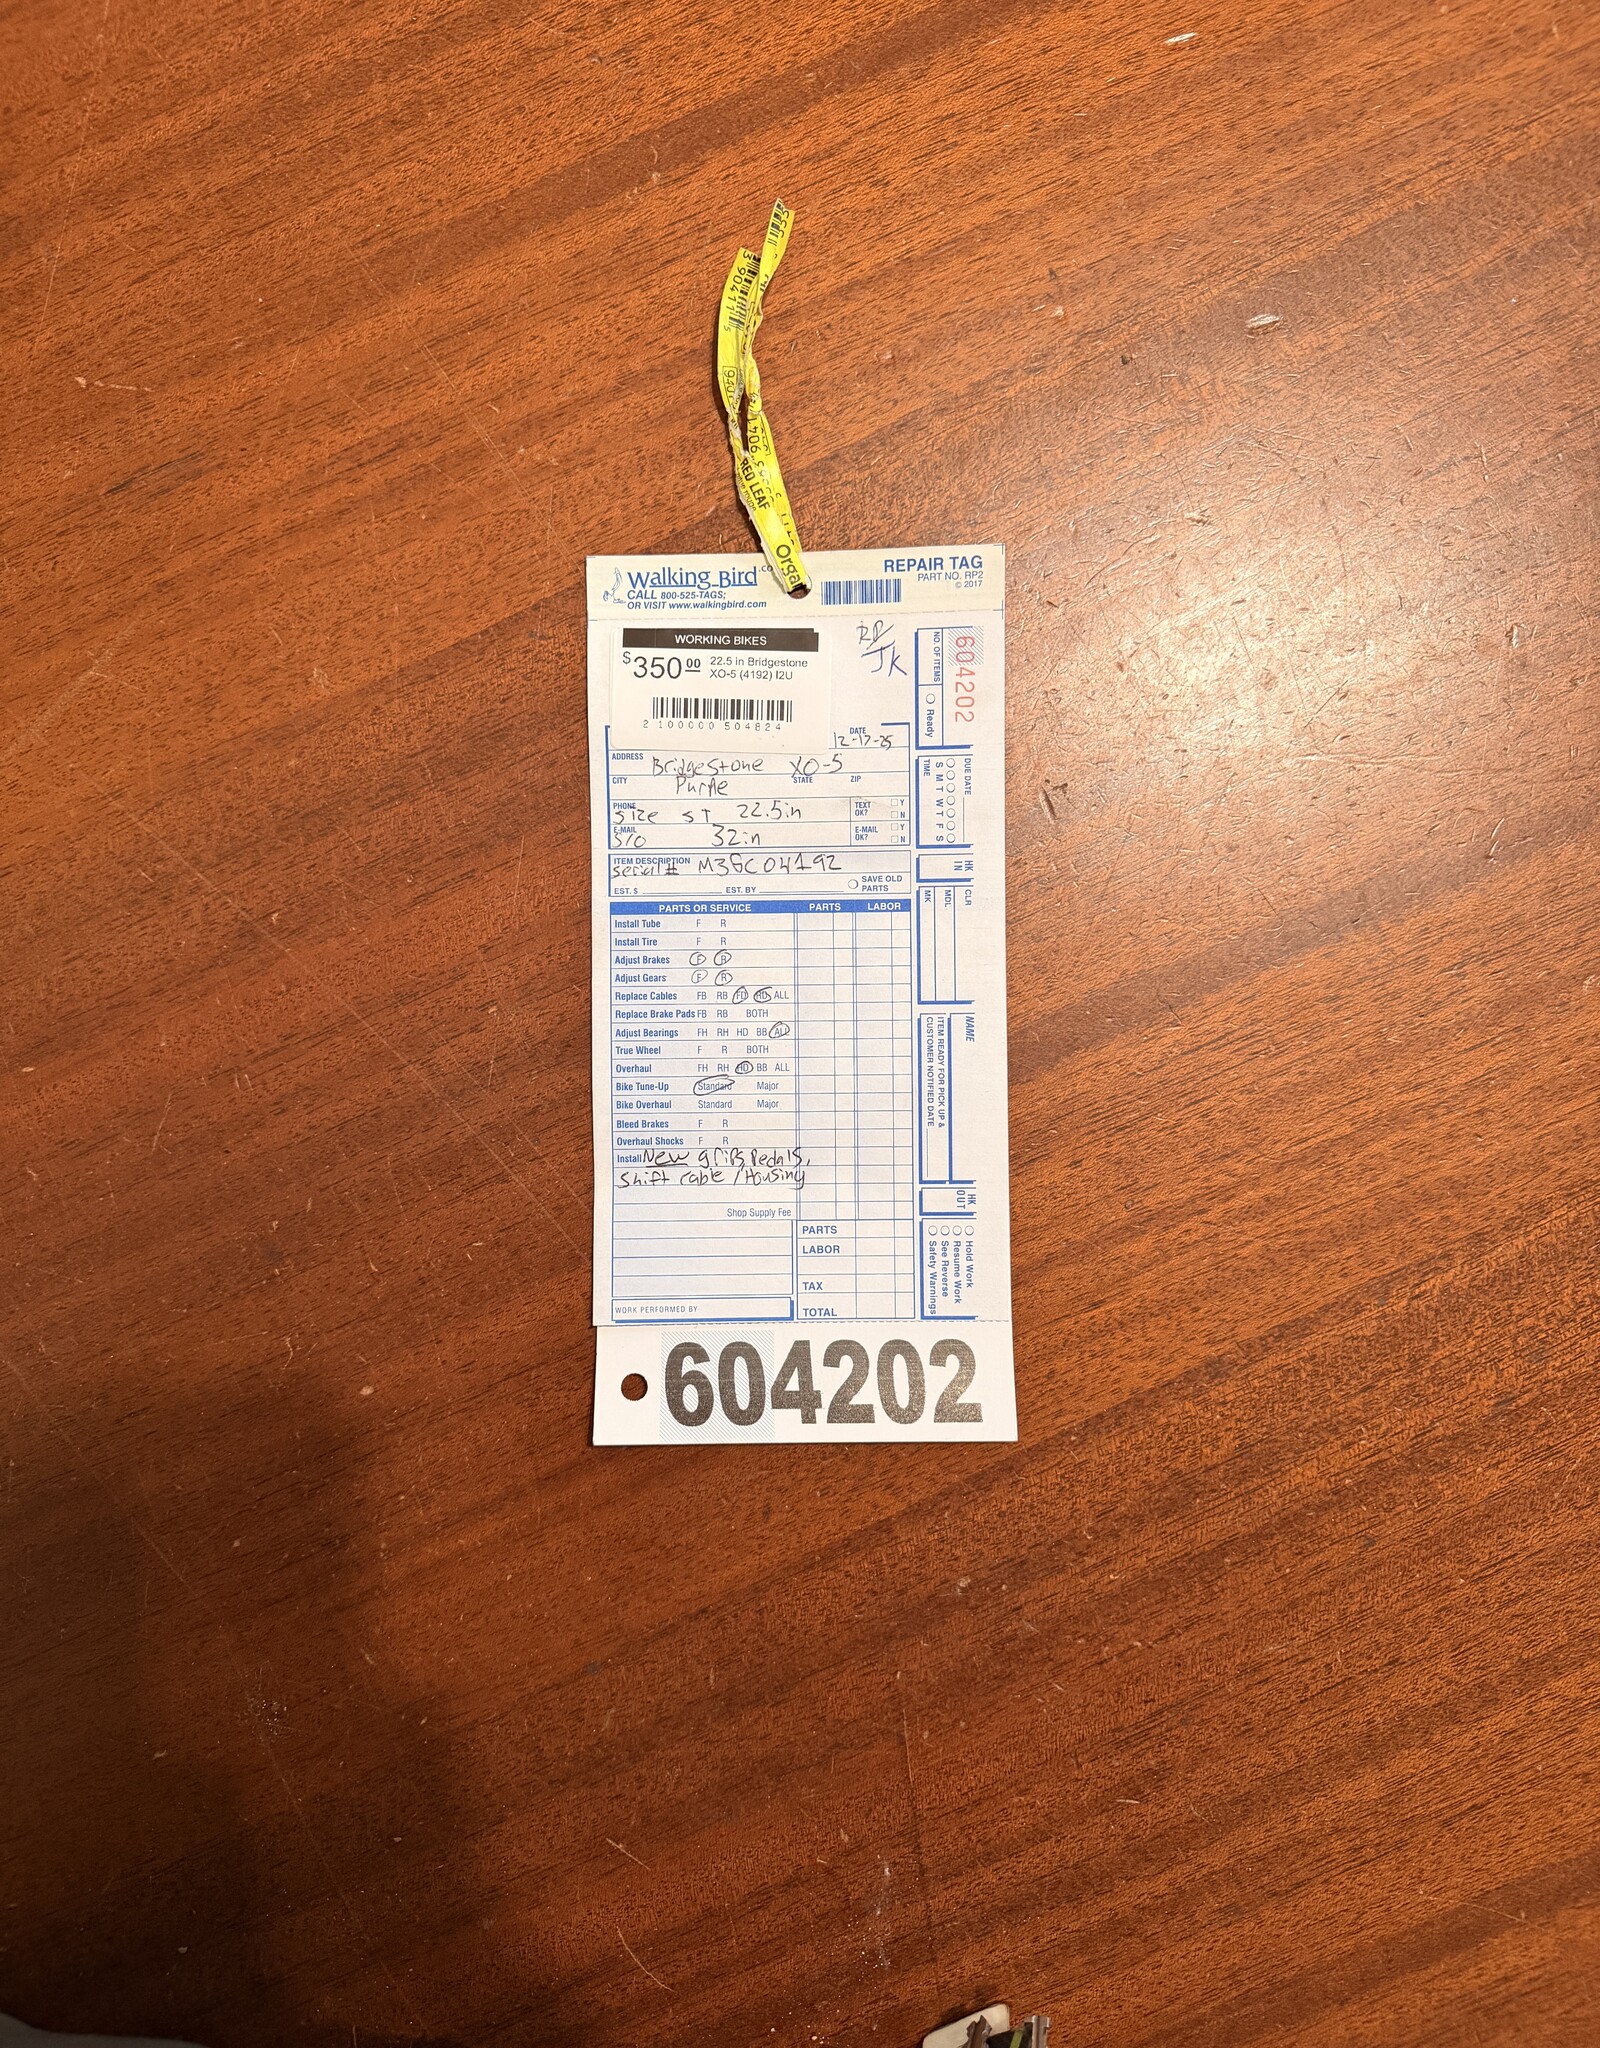 RED LEAF
Orga
Walking Bird
CALL 800-525-TAGS;
OR VISIT www.walkingbird.com
REPAIR TAG
PART NO. RP2
© 2017
WORKING BIKES
$350.00
22.5 in Bridgestone
XO-5 (4192) I2U
2 100000 504824
JK
604202
NO. OF ITEMS
Ready
DATE
12-17-25
ADDRESS Bridgestone XO-5
CITY Purple STATE ZIP
PHONE Size ST 22.5in TEXT OK? Y N
E-MAIL S/O 32in E-MAIL OK? Y N
ITEM DESCRIPTION
serial# M3GC04192
EST. $ EST. BY SAVE OLD PARTS
DUE DATE
S M T W T F S
TIME
HK IN
CLR
MDL
MK
PARTS OR SERVICE PARTS LABOR
Install Tube F R
Install Tire F R
Adjust Brakes F R
Adjust Gears F R
Replace Cables FB RB FD RD ALL
Replace Brake Pads FB RB BOTH
Adjust Bearings FH RH HD BB ALL
True Wheel F R BOTH
Overhaul FH RH HD BB ALL
Bike Tune-Up Standard Major
Bike Overhaul Standard Major
Bleed Brakes F R
Overhaul Shocks F R
Install New grips, Pedals,
Shift cable / Housing
Shop Supply Fee
PARTS
LABOR
TAX
TOTAL
WORK PERFORMED BY
NAME
ITEM READY FOR PICK UP &
CUSTOMER NOTIFIED DATE
HK OUT
Hold Work
Resume Work
See Reverse
Safety Warnings
604202